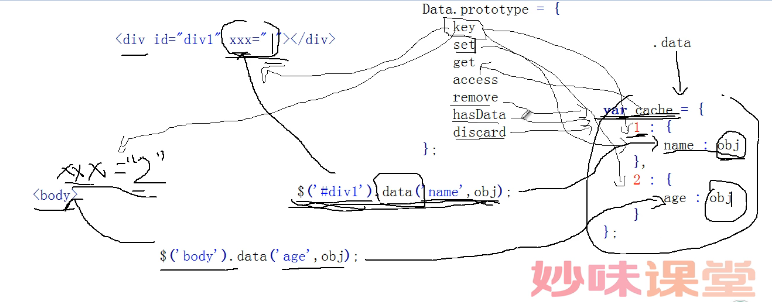 Data.prototype = {
<div id="div1" xxx=" "></div>
key
set
get
access
remove
hasData
discard
};
.data
var cache = {
1 : {
name : obj
},
2 : {
age : obj
}
};
xxx="2"
<body>
$('#div1').data('name',obj);
$('body').data('age',obj);
妙味课堂